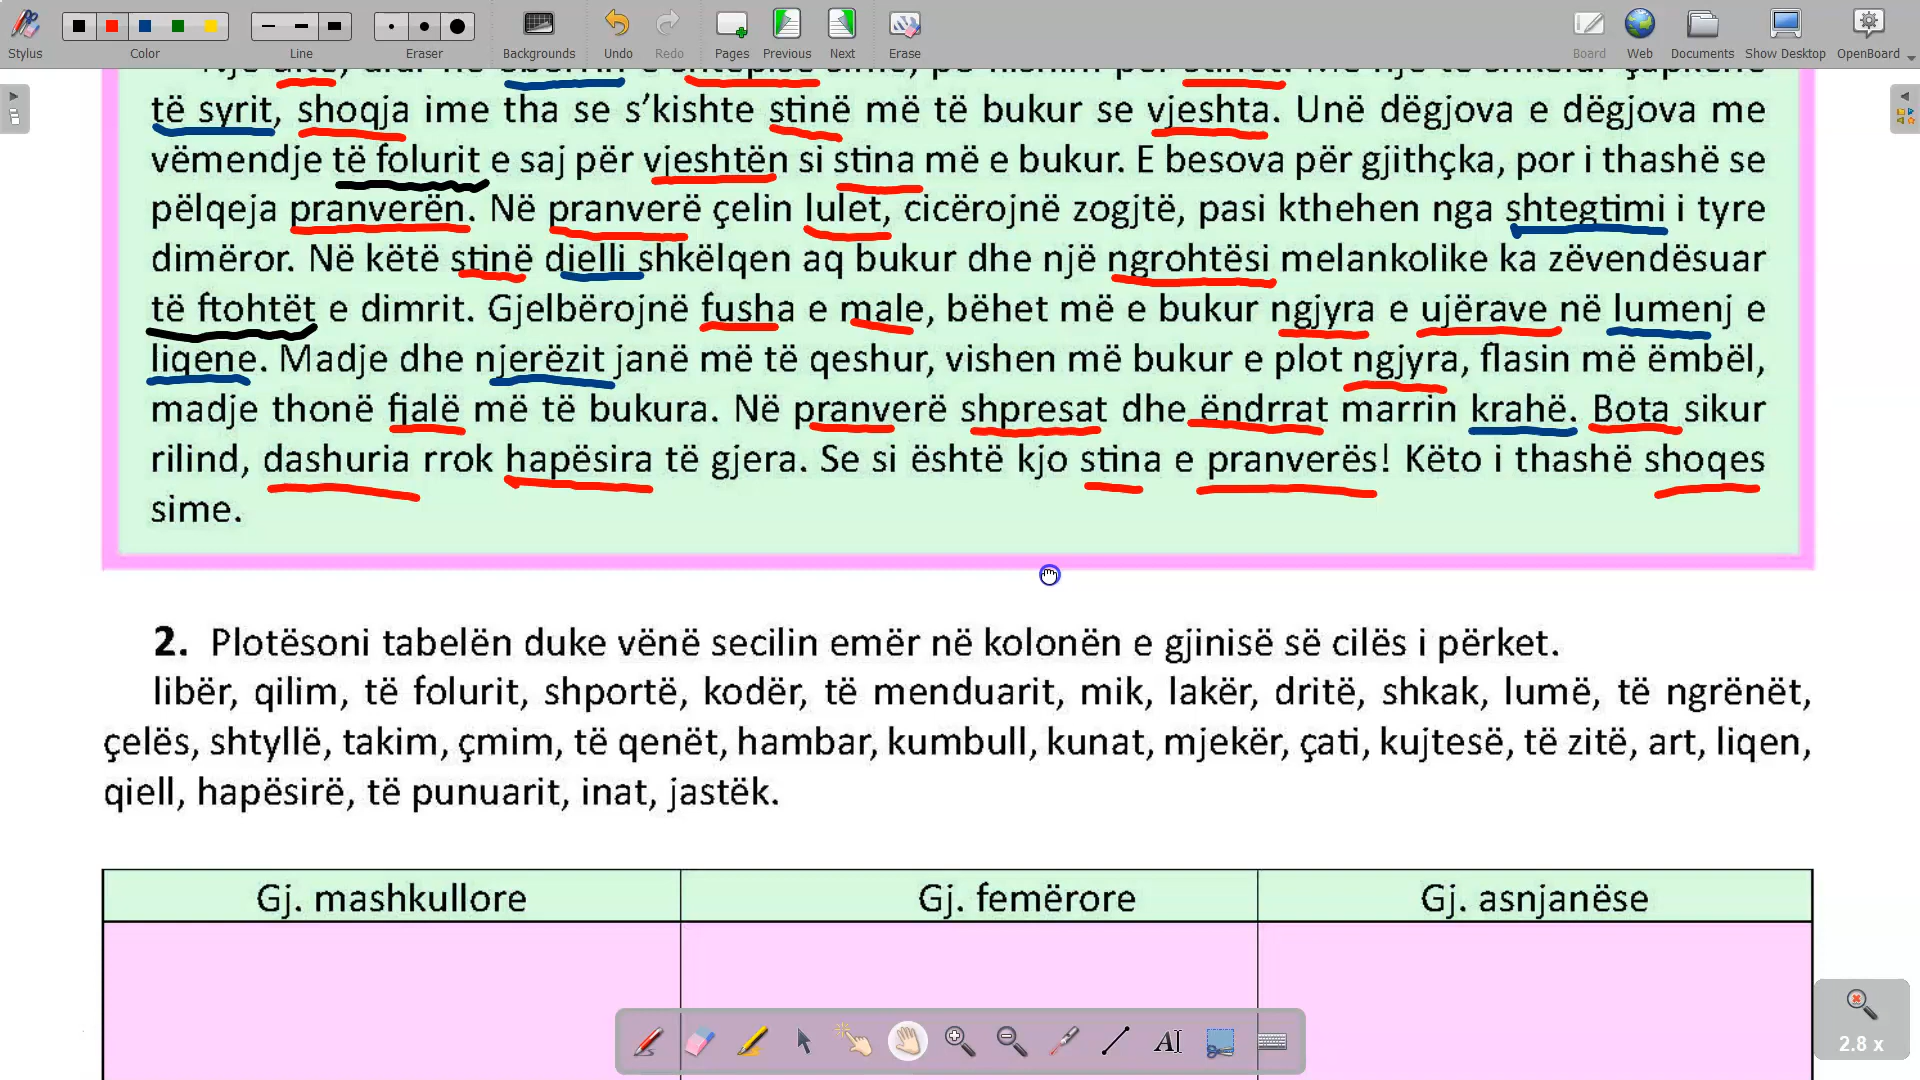 Stylus Color Line Eraser Backgrounds Undo Redo Pages Previous Next Erase Board Web Documents Show Desktop OpenBoard
të syrit, shoqja ime tha se s’kishte stinë më të bukur se vjeshta. Unë dëgjova e dëgjova me
vëmendje të folurit e saj për vjeshtën si stina më e bukur. E besova për gjithçka, por i thashë se
pëlqeja pranverën. Në pranverë çelin lulet, cicërojnë zogjtë, pasi kthehen nga shtegtimi i tyre
dimëror. Në këtë stinë djelli shkëlqen aq bukur dhe një ngrohtësi melankolike ka zëvendësuar
të ftohtët e dimrit. Gjelbërojnë fusha e male, bëhet më e bukur ngjyra e ujërave në lumenj e
liqene. Madje dhe njerëzit janë më të qeshur, vishen më bukur e plot ngjyra, flasin më ëmbël,
madje thonë fjalë më të bukura. Në pranverë shpresat dhe ëndrrat marrin krahë. Bota sikur
rilind, dashuria rrok hapësira të gjera. Se si është kjo stina e pranverës! Këto i thashë shoqes
sime.
2. Plotësoni tabelën duke vënë secilin emër në kolonën e gjinisë së cilës i përket.
libër, qilim, të folurit, shportë, kodër, të menduarit, mik, lakër, dritë, shkak, lumë, të ngrënët,
çelës, shtyllë, takim, çmim, të qenët, hambar, kumbull, kunat, mjekër, çati, kujtesë, të zitë, art, liqen,
qiell, hapësirë, të punuarit, inat, jastëk.
Gj. mashkullore Gj. femërore Gj. asnjanëse
2.8 x